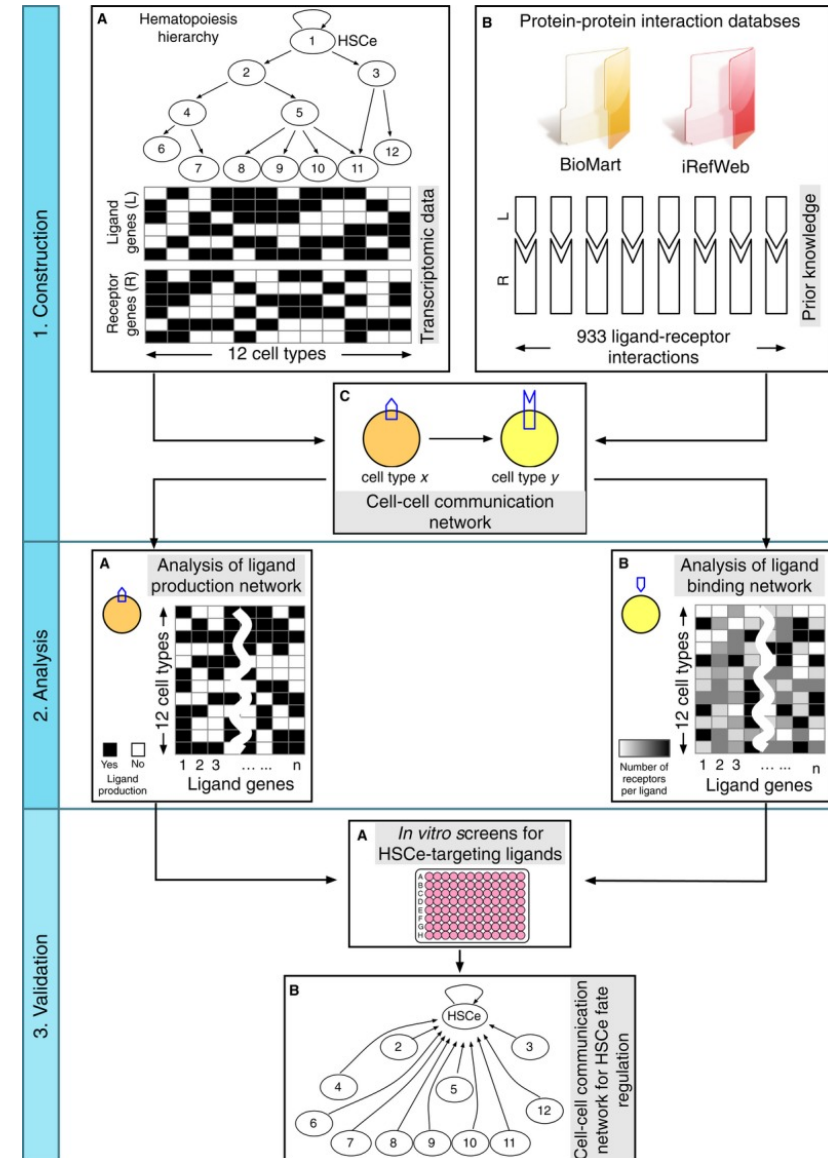 1. Construction
A
Hematopoiesis
hierarchy
1
HSCe
2
3
4
5
6
7
8
9
10
11
12
Ligand
genes (L)
Receptor
genes (R)
Transcriptomic data
12 cell types
B
Protein-protein interaction databses
BioMart
iRefWeb
L
R
Prior knowledge
933 ligand-receptor
interactions
C
cell type x
cell type y
Cell-cell communication
network
2. Analysis
A
Analysis of ligand
production network
12 cell types
Yes
No
Ligand
production
1 2 3 ... ... n
Ligand genes
B
Analysis of ligand
binding network
12 cell types
Number of
receptors
per ligand
1 2 3 ... ... n
Ligand genes
3. Validation
A
In vitro screens for
HSCe-targeting ligands
A
B
C
D
E
F
G
H
B
HSCe
2
3
4
5
6
12
7
8
9
10
11
Cell-cell communication
network for HSCe fate
regulation